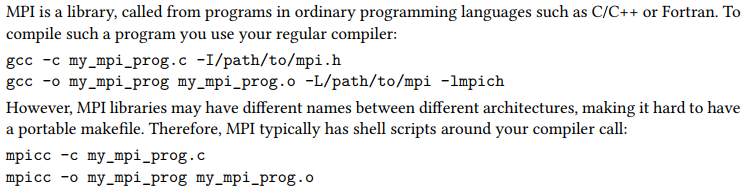 MPI is a library, called from programs in ordinary programming languages such as C/C++ or Fortran. To
compile such a program you use your regular compiler:
gcc -c my_mpi_prog.c -I/path/to/mpi.h
gcc -o my_mpi_prog my_mpi_prog.o -L/path/to/mpi -lmpich
However, MPI libraries may have different names between different architectures, making it hard to have
a portable makefile. Therefore, MPI typically has shell scripts around your compiler call:
mpicc -c my_mpi_prog.c
mpicc -o my_mpi_prog my_mpi_prog.o